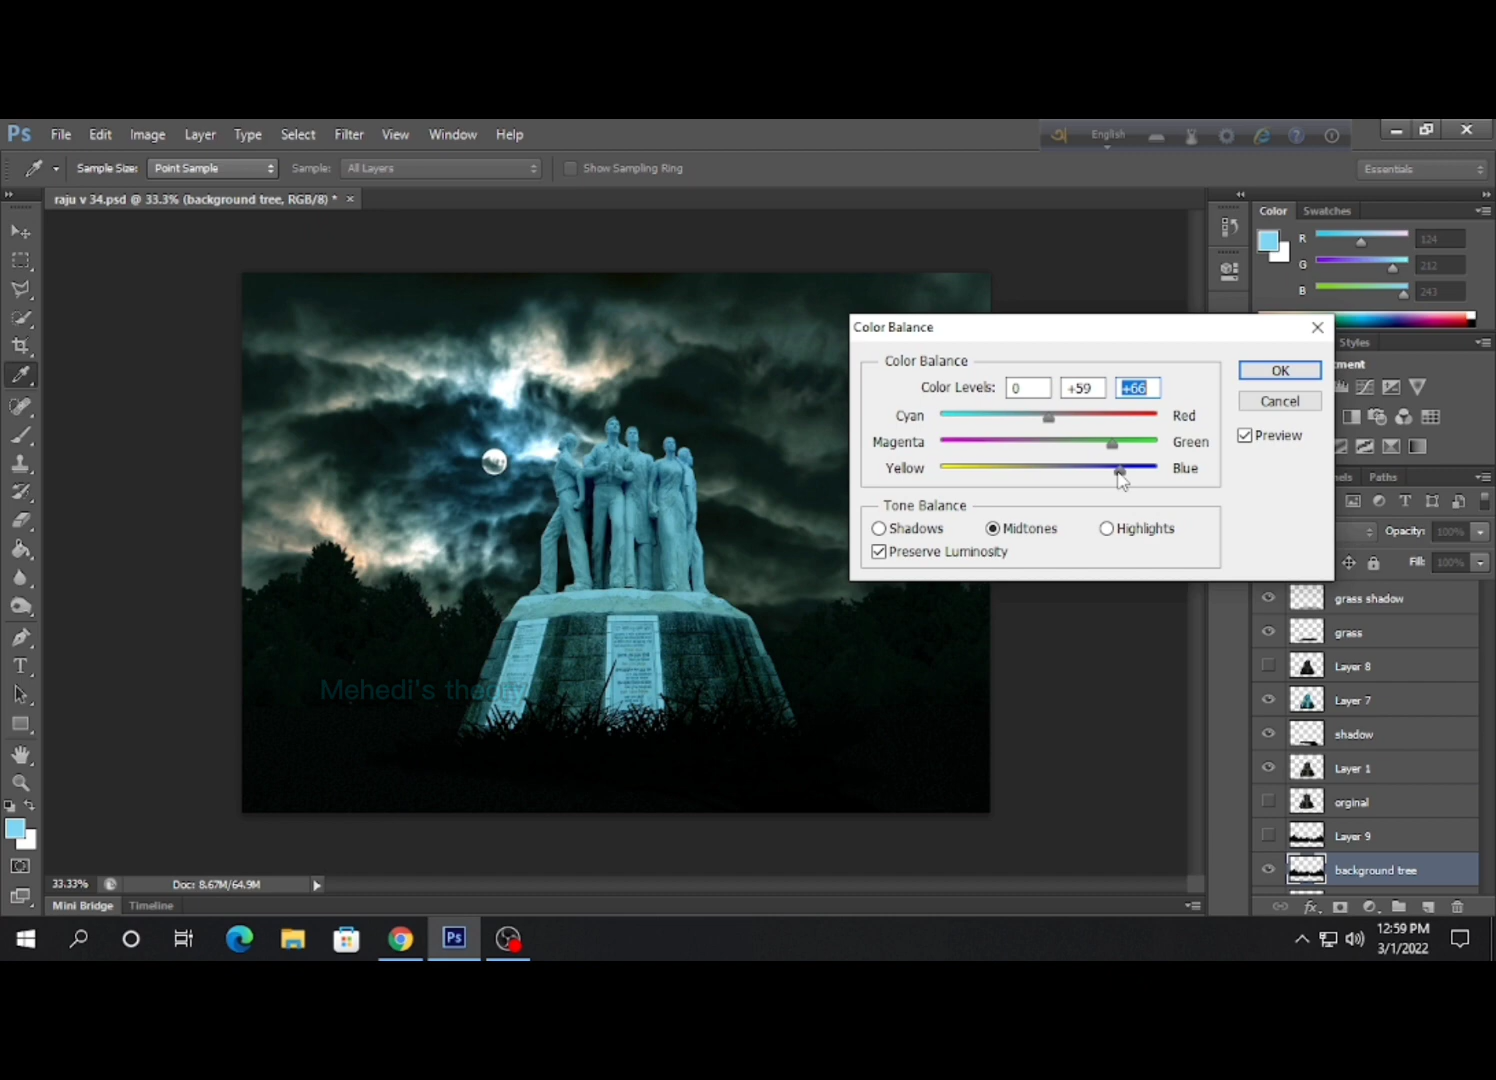 Ps File Edit Image Layer Type Select Filter View Window Help
English
Sample Size: Point Sample Sample: All Layers Show Sampling Ring
Essentials
raju v 34.psd @ 33.3% (background tree, RGB/8) * ×
Color Swatches
R 124
G 212
B 243
Color Balance
Styles
Color Balance
Color Levels: 0 +59 +66
Cyan Red
Magenta Green
Yellow Blue
OK
Cancel
Preview
Tone Balance
Shadows Midtones Highlights
Preserve Luminosity
ment
nels Paths
Opacity: 100%
Fill: 100%
grass shadow
grass
Layer 8
Layer 7
shadow
Layer 1
orginal
Layer 9
background tree
fx
Mehedi's theory
33.33% Doc: 8.67M/64.9M
Mini Bridge Timeline
Ps
12:59 PM
3/1/2022